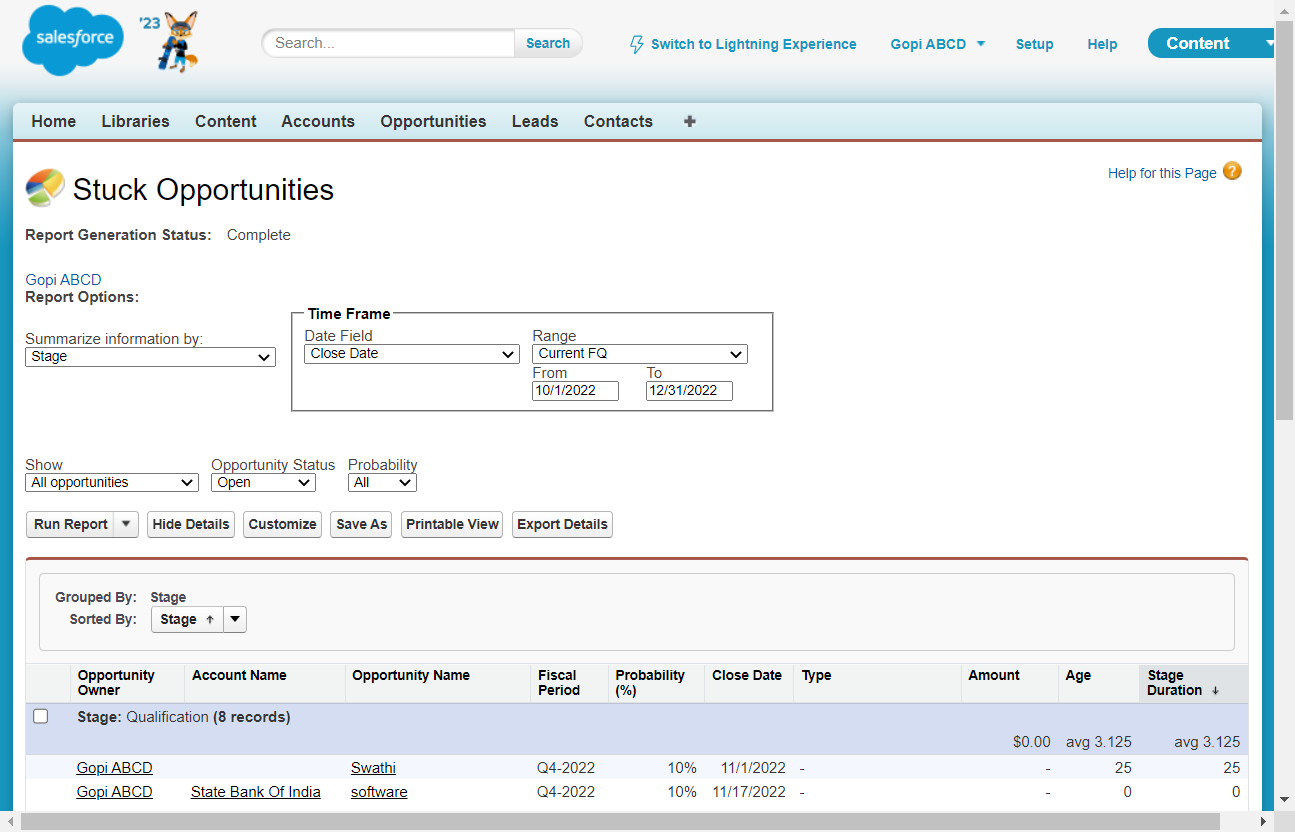 salesforce
'23
Search...
Search
Switch to Lightning Experience
Gopi ABCD
Setup
Help
Content
Home Libraries Content Accounts Opportunities Leads Contacts +
Stuck Opportunities
Help for this Page ?
Report Generation Status: Complete
Gopi ABCD
Report Options:
Summarize information by:
Stage
Time Frame
Date Field Range
Close Date Current FQ
From To
10/1/2022 12/31/2022
Show Opportunity Status Probability
All opportunities Open All
Run Report Hide Details Customize Save As Printable View Export Details
Grouped By: Stage
Sorted By: Stage ↑
Opportunity Owner Account Name Opportunity Name Fiscal Period Probability (%) Close Date Type Amount Age Stage Duration ↓
Stage: Qualification (8 records)
$0.00 avg 3.125 avg 3.125
Gopi ABCD Swathi Q4-2022 10% 11/1/2022 - - 25 25
Gopi ABCD State Bank Of India software Q4-2022 10% 11/17/2022 - - 0 0